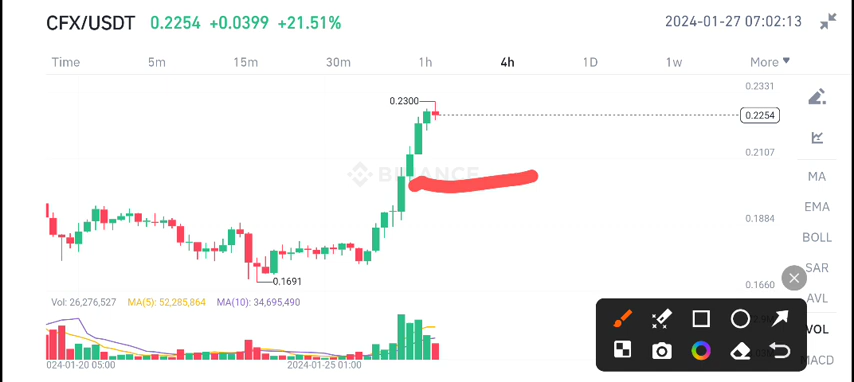 CFX/USDT 0.2254 +0.0399 +21.51% 2024-01-27 07:02:13
Time 5m 15m 30m 1h 4h 1D 1w More
0.2331
0.2300
0.2254
0.2107
BINANCE
MA
EMA
0.1884
BOLL
SAR
0.1691
0.1660
AVL
Vol: 26,276,527 MA(5): 52,285,864 MA(10): 34,695,490
VOL
MACD
024-01-20 05:00 2024-01-25 01:00